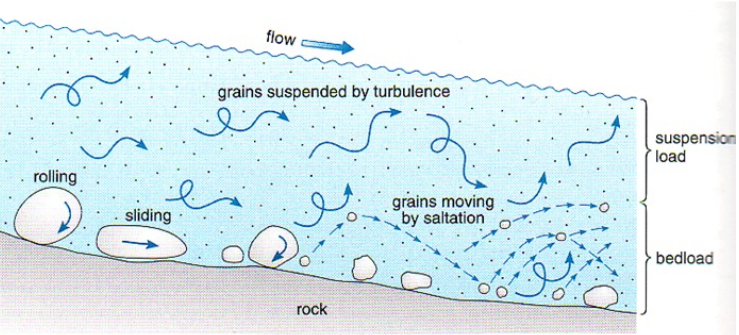 flow
grains suspended by turbulence
suspension
load
rolling
sliding
grains moving
by saltation
bedload
rock